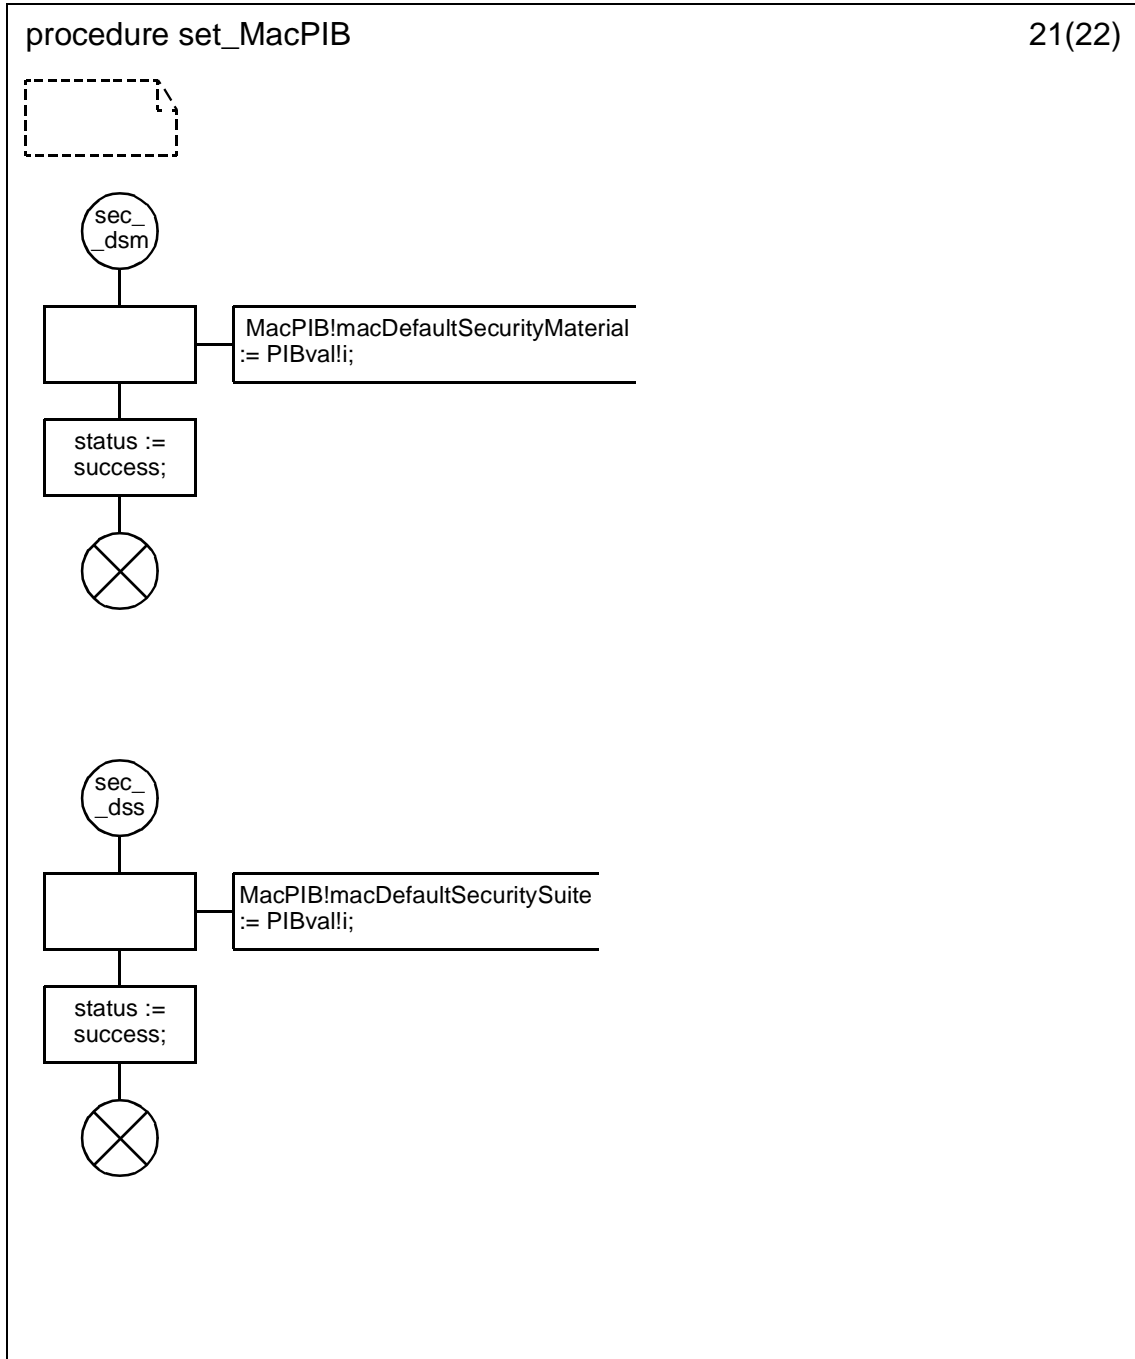 procedure set_MacPIB 21(22)
sec_
_dsm
MacPIB!macDefaultSecurityMaterial
:= PIBval!i;
status :=
success;
sec_
_dss
MacPIB!macDefaultSecuritySuite
:= PIBval!i;
status :=
success;